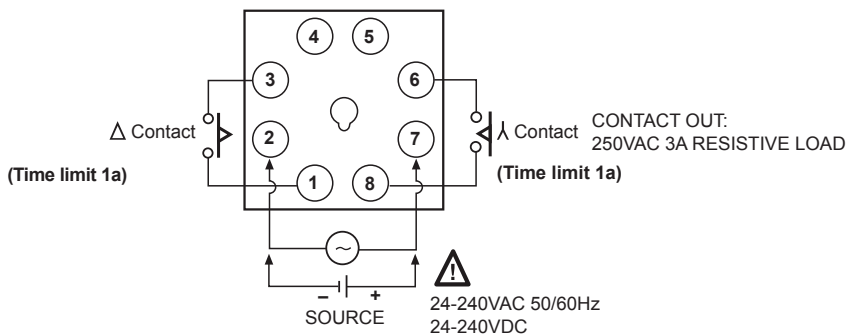 4 5
3 6
Δ Contact 2 7 ⅄ Contact CONTACT OUT:
250VAC 3A RESISTIVE LOAD
(Time limit 1a) 1 8 (Time limit 1a)
~
− + !
SOURCE 24-240VAC 50/60Hz
24-240VDC